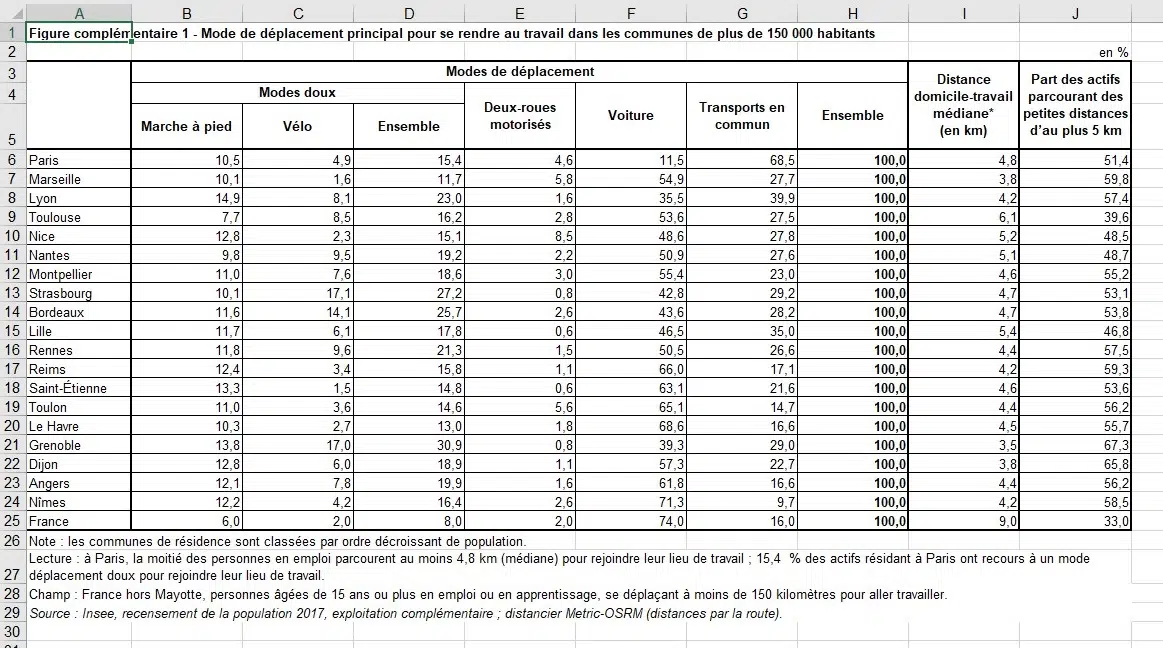 A B C D E F G H I J
1 Figure complémentaire 1 - Mode de déplacement principal pour se rendre au travail dans les communes de plus de 150 000 habitants
2 en %
3 Modes de déplacement
4 Modes doux
5 Marche à pied Vélo Ensemble
Deux-roues
motorisés
Voiture
Transports en
commun
Ensemble
Distance
domicile-travail
médiane*
(en km)
Part des actifs
parcourant des
petites distances
d'au plus 5 km
6 Paris 10,5 4,9 15,4 4,6 11,5 68,5 100,0 4,8 51,4
7 Marseille 10,1 1,6 11,7 5,8 54,9 27,7 100,0 3,8 59,8
8 Lyon 14,9 8,1 23,0 1,6 35,5 39,9 100,0 4,2 57,4
9 Toulouse 7,7 8,5 16,2 2,8 53,6 27,5 100,0 6,1 39,6
10 Nice 12,8 2,3 15,1 8,5 48,6 27,8 100,0 5,2 48,5
11 Nantes 9,8 9,5 19,2 2,2 50,9 27,6 100,0 5,1 48,7
12 Montpellier 11,0 7,6 18,6 3,0 55,4 23,0 100,0 4,6 55,2
13 Strasbourg 10,1 17,1 27,2 0,8 42,8 29,2 100,0 4,7 53,1
14 Bordeaux 11,6 14,1 25,7 2,6 43,6 28,2 100,0 4,7 53,8
15 Lille 11,7 6,1 17,8 0,6 46,5 35,0 100,0 5,4 46,8
16 Rennes 11,8 9,6 21,3 1,5 50,5 26,6 100,0 4,4 57,5
17 Reims 12,4 3,4 15,8 1,1 66,0 17,1 100,0 4,2 59,3
18 Saint-Étienne 13,3 1,5 14,8 0,6 63,1 21,6 100,0 4,6 53,6
19 Toulon 11,0 3,6 14,6 5,6 65,1 14,7 100,0 4,4 56,2
20 Le Havre 10,3 2,7 13,0 1,8 68,6 16,6 100,0 4,5 55,7
21 Grenoble 13,8 17,0 30,9 0,8 39,3 29,0 100,0 3,5 67,3
22 Dijon 12,8 6,0 18,9 1,1 57,3 22,7 100,0 3,8 65,8
23 Angers 12,1 7,8 19,9 1,6 61,8 16,6 100,0 4,4 56,2
24 Nîmes 12,2 4,2 16,4 2,6 71,3 9,7 100,0 4,2 58,5
25 France 6,0 2,0 8,0 2,0 74,0 16,0 100,0 9,0 33,0
26 Note : les communes de résidence sont classées par ordre décroissant de population.
Lecture : à Paris, la moitié des personnes en emploi parcourent au moins 4,8 km (médiane) pour rejoindre leur lieu de travail ; 15,4 % des actifs résidant à Paris ont recours à un mode
27 déplacement doux pour rejoindre leur lieu de travail.
28 Champ : France hors Mayotte, personnes âgées de 15 ans ou plus en emploi ou en apprentissage, se déplaçant à moins de 150 kilomètres pour aller travailler.
29 Source : Insee, recensement de la population 2017, exploitation complémentaire ; distancier Metric-OSRM (distances par la route).
30